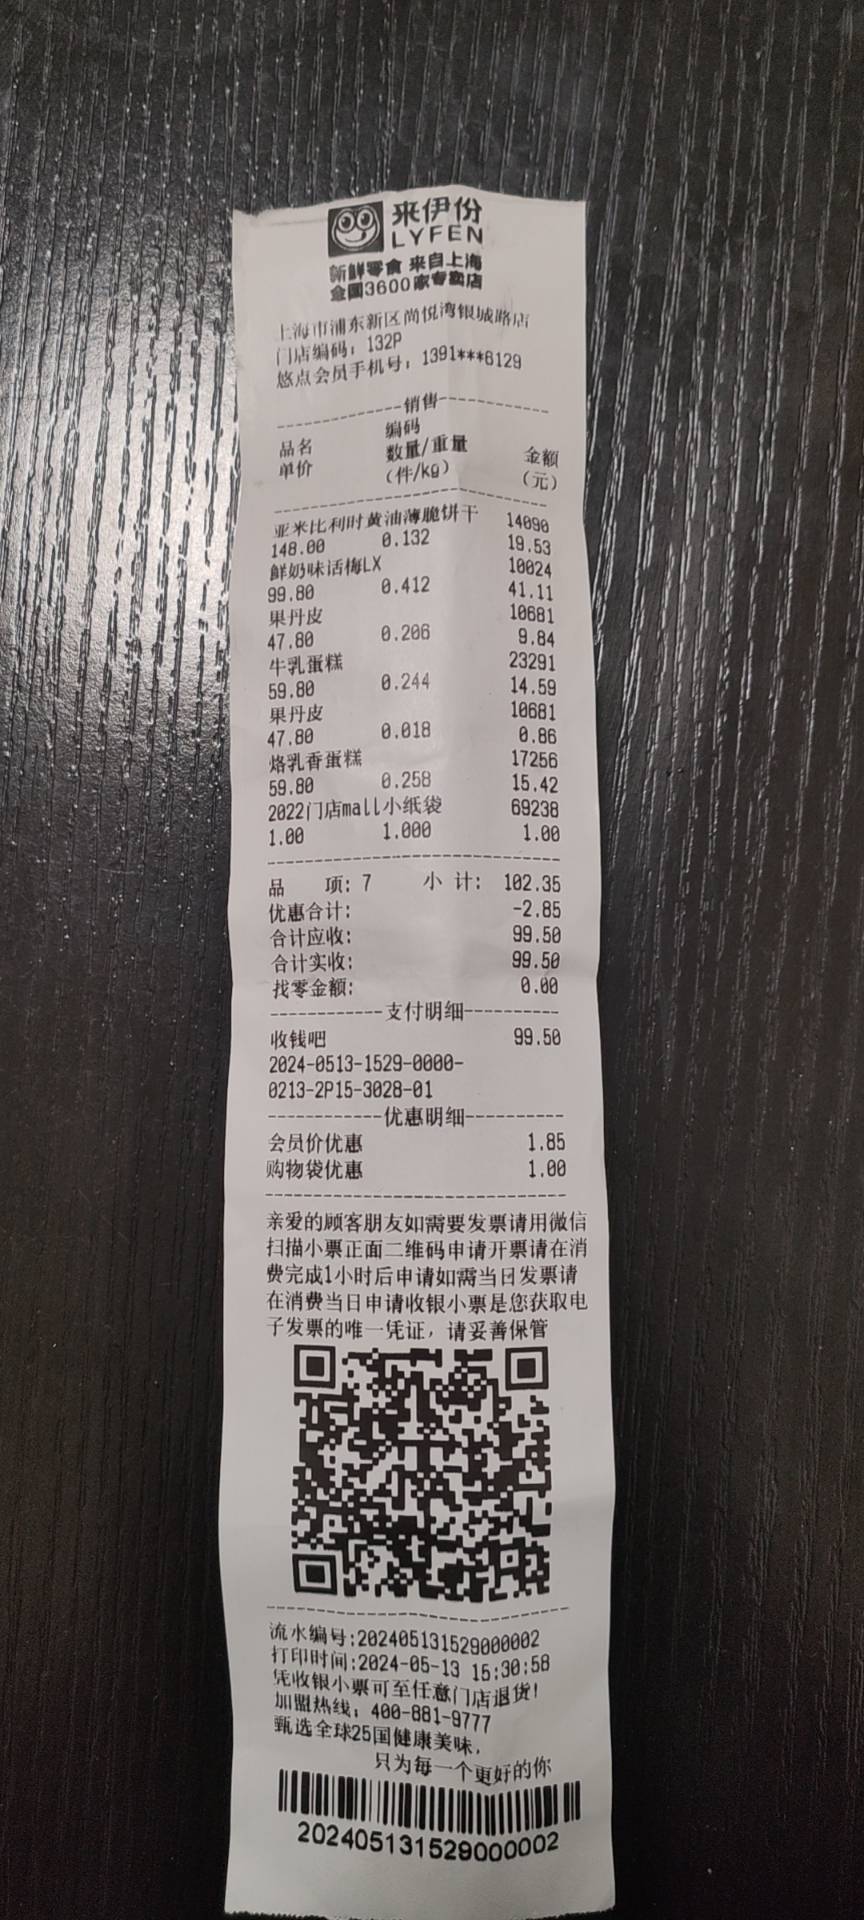 来伊份
LYFEN
新鲜零食 来自上海
全国3600家专卖店
上海市浦东新区尚悦湾银城路店
门店编码：132P
悠点会员手机号：1391***6129
销售
编码
品名 数量/重量 金额
单价 （件/kg） （元）
亚米比利时黄油薄脆饼干 14090
148.00 0.132 19.53
鲜奶味话梅LX 10024
99.80 0.412 41.11
果丹皮 10681
47.80 0.206 9.84
牛乳蛋糕 23291
59.80 0.244 14.59
果丹皮 10681
47.80 0.018 0.86
烙乳香蛋糕 17256
59.80 0.258 15.42
2022门店mall小纸袋 69238
1.00 1.000 1.00
品 项: 7 小 计: 102.35
优惠合计: -2.85
合计应收: 99.50
合计实收: 99.50
找零金额: 0.00
支付明细
收钱吧 99.50
2024-0513-1529-0000-
0213-2P15-3028-01
优惠明细
会员价优惠 1.85
购物袋优惠 1.00
亲爱的顾客朋友如需要发票请用微信
扫描小票正面二维码申请开票请在消
费完成1小时后申请如需当日发票请
在消费当日申请收银小票是您获取电
子发票的唯一凭证，请妥善保管
流水编号:202405131529000002
打印时间:2024-05-13 15:30:58
凭收银小票可至任意门店退货!
加盟热线：400-881-9777
甄选全球25国健康美味，
只为每一个更好的你
202405131529000002